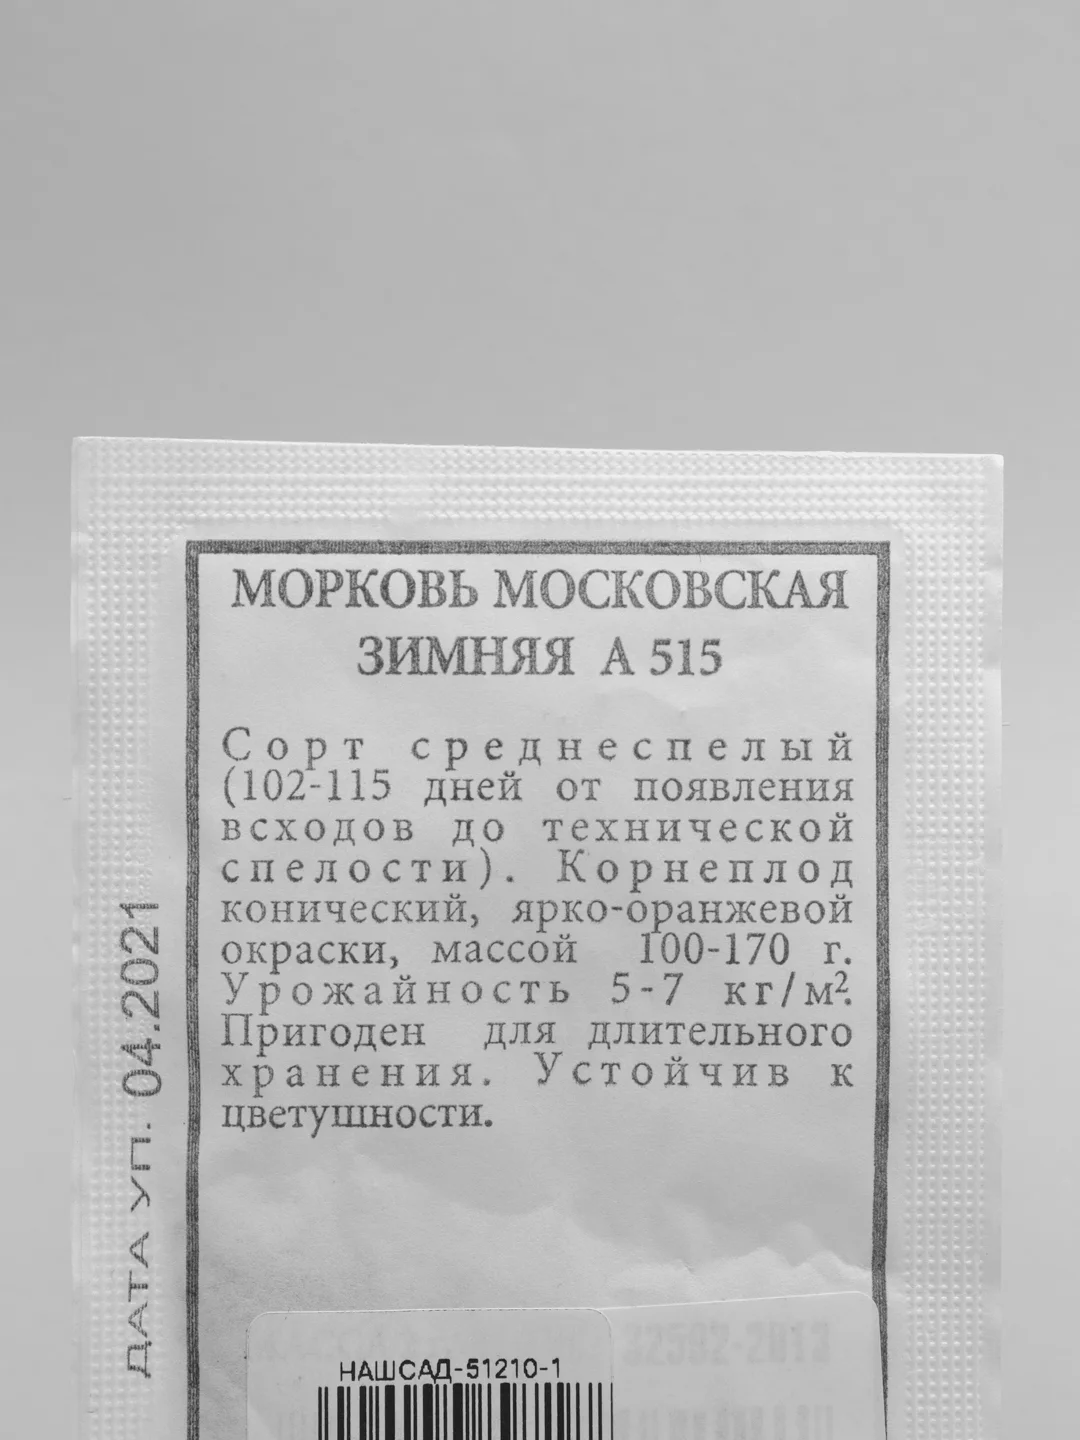 МОРКОВЬ МОСКОВСКАЯ
ЗИМНЯЯ А 515
Сорт среднеспелый
(102-115 дней от появления
всходов до технической
спелости). Корнеплод
конический, ярко-оранжевой
окраски, массой 100-170 г.
Урожайность 5-7 кг/м².
Пригоден для длительного
хранения. Устойчив к
цветушности.
ДАТА УП. 04.2021
НАШСАД-51210-1